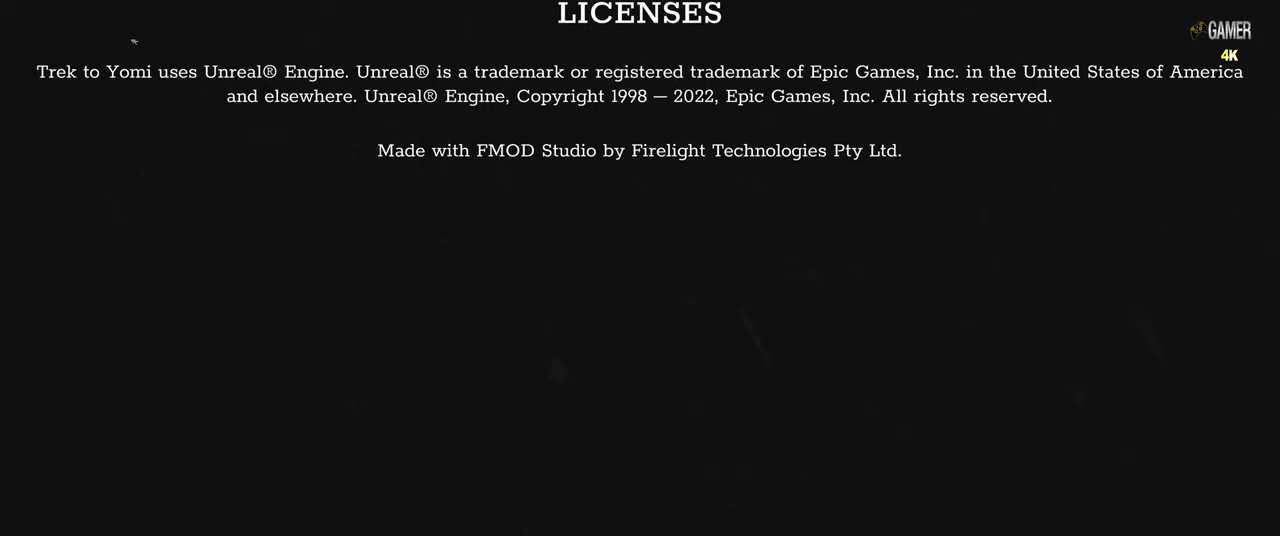 LICENSES
GAMER
4K
Trek to Yomi uses Unreal® Engine. Unreal® is a trademark or registered trademark of Epic Games, Inc. in the United States of America
and elsewhere. Unreal® Engine, Copyright 1998 — 2022, Epic Games, Inc. All rights reserved.
Made with FMOD Studio by Firelight Technologies Pty Ltd.